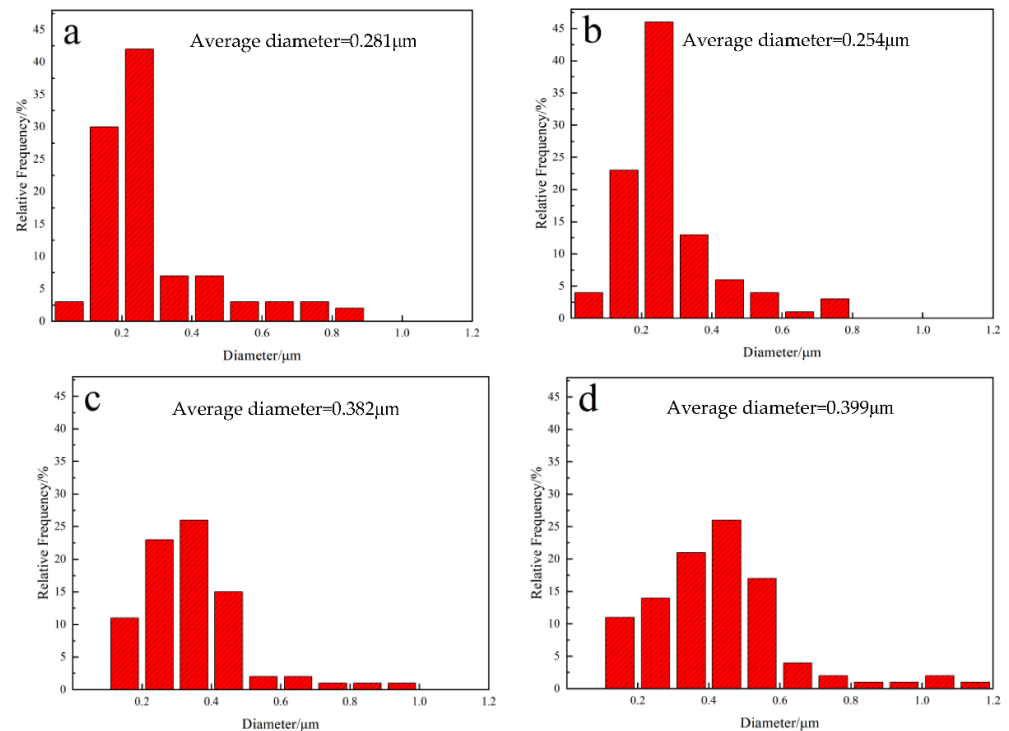 a
Average diameter=0.281µm
Relative Frequency/%
45
40
35
30
25
20
15
10
5
0
0.2 0.4 0.6 0.8 1.0 1.2
Diameter/µm
b
Average diameter=0.254µm
Relative Frequency/%
45
40
35
30
25
20
15
10
5
0
0.2 0.4 0.6 0.8 1.0 1.2
Diameter/µm
c
Average diameter=0.382µm
Relative Frequency/%
45
40
35
30
25
20
15
10
5
0
0.2 0.4 0.6 0.8 1.0 1.2
Diameter/µm
d
Average diameter=0.399µm
Relative Frequency/%
45
40
35
30
25
20
15
10
5
0
0.2 0.4 0.6 0.8 1.0 1.2
Diameter/µm